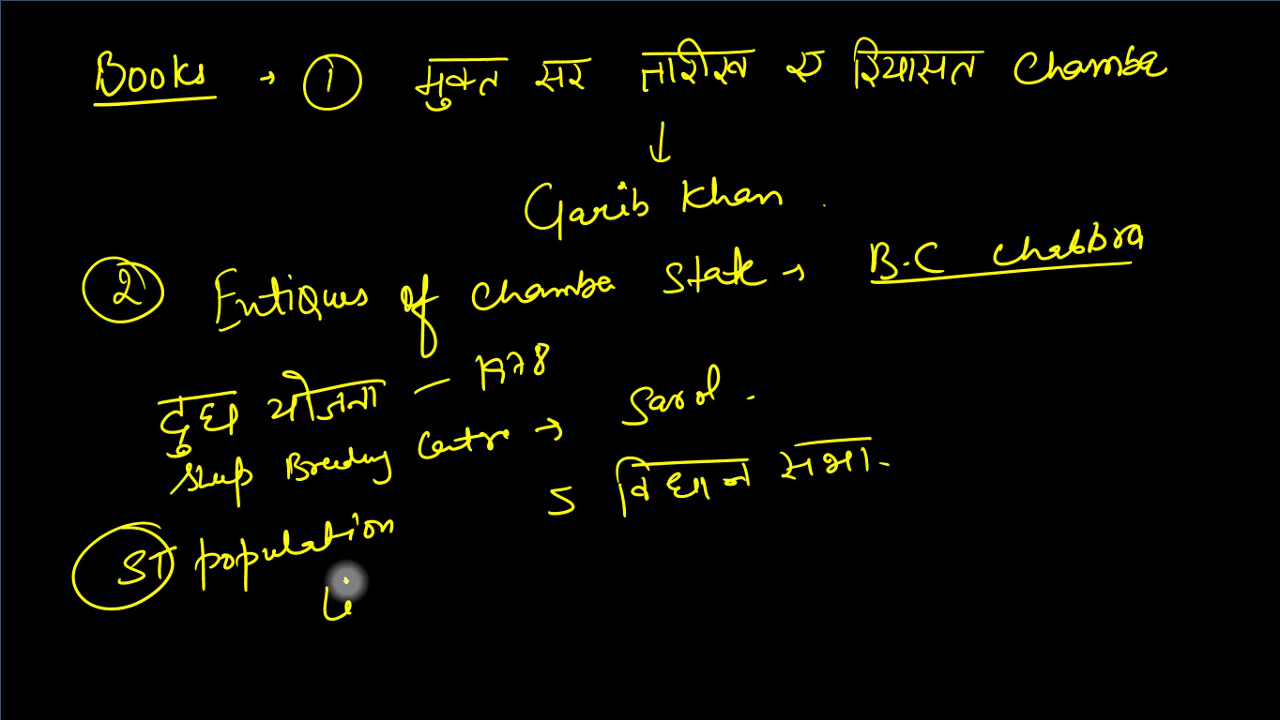 Books → ① मुक्त सर तारीख ए रियासत Chamba
↓
Garib Khan
② Entiques of Chamba State → B.C Chabbra
दुध योजना - 1978
Sheep Breeding Centre → Sarol.
5 विधान सभा.
ST population